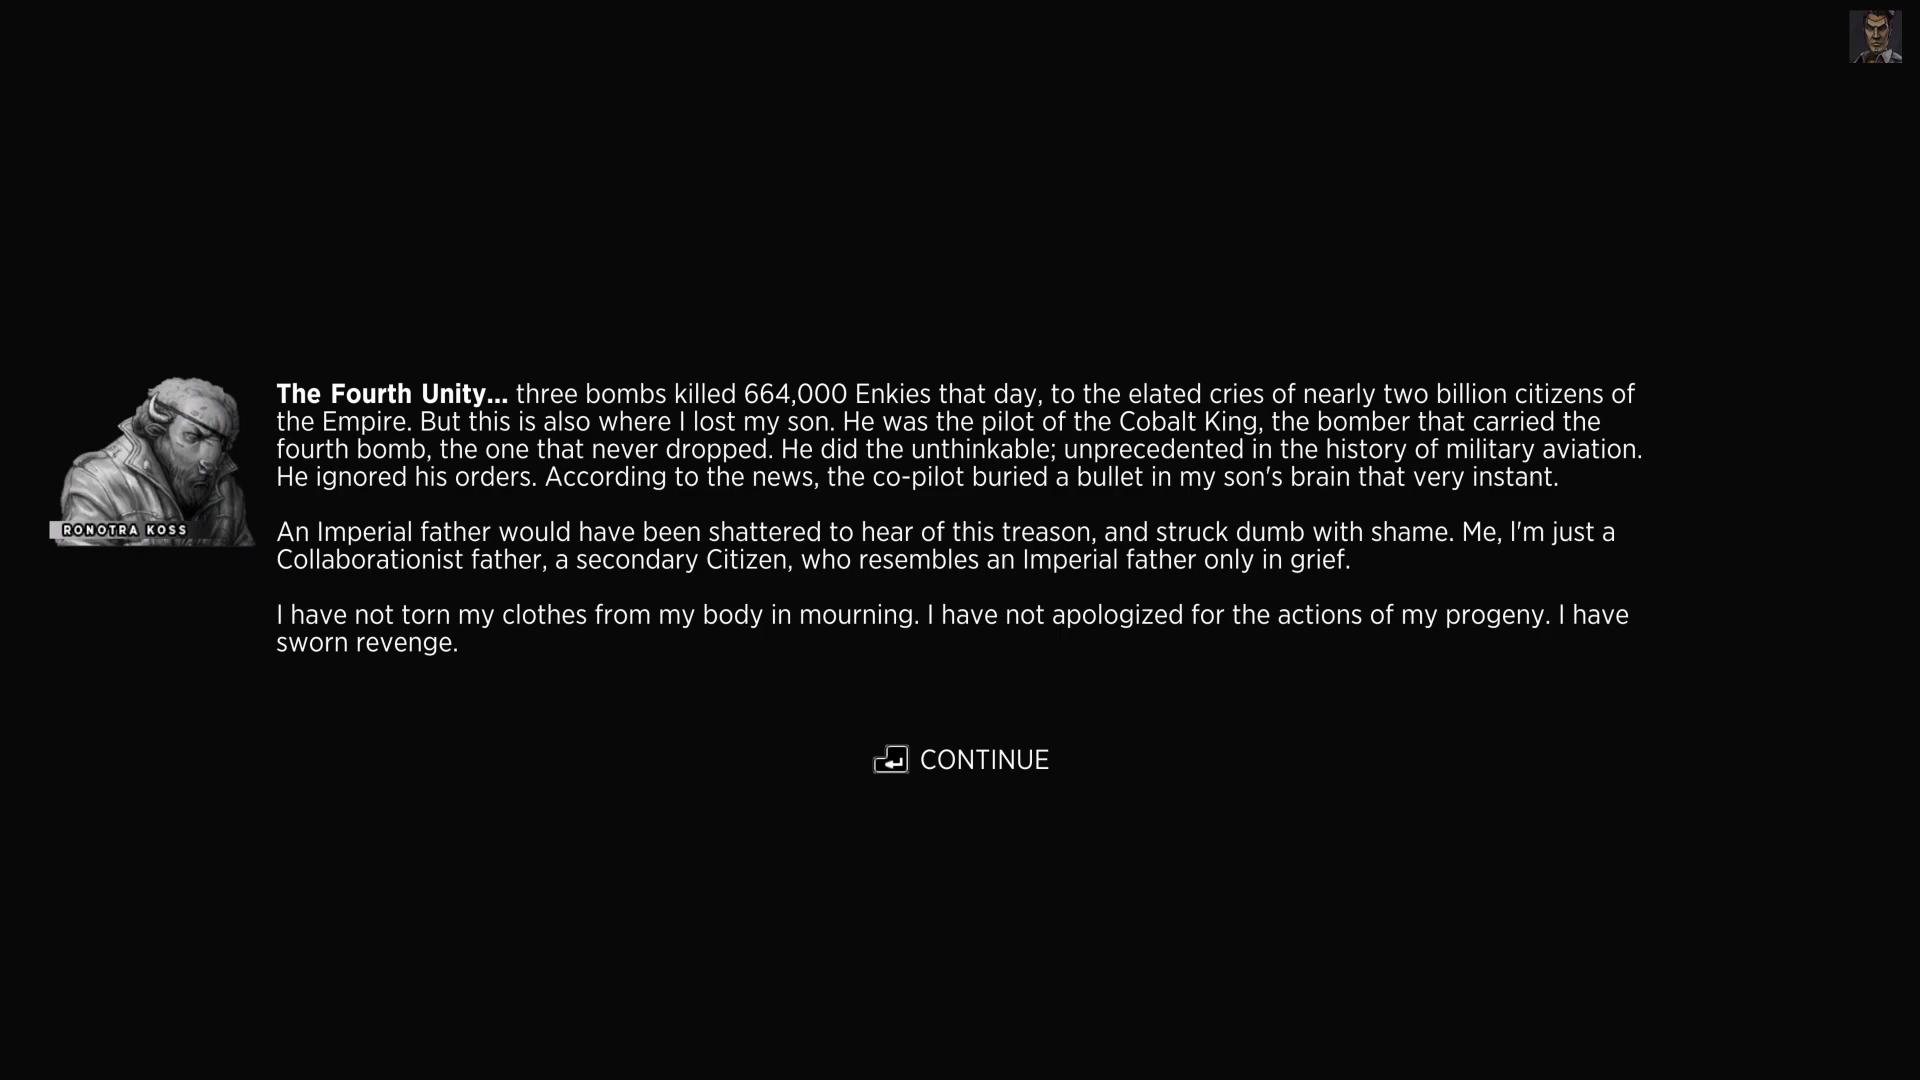 The Fourth Unity... three bombs killed 664,000 Enkies that day, to the elated cries of nearly two billion citizens of
the Empire. But this is also where I lost my son. He was the pilot of the Cobalt King, the bomber that carried the
fourth bomb, the one that never dropped. He did the unthinkable; unprecedented in the history of military aviation.
He ignored his orders. According to the news, the co-pilot buried a bullet in my son's brain that very instant.
RONOTRA KOSS
An Imperial father would have been shattered to hear of this treason, and struck dumb with shame. Me, I'm just a
Collaborationist father, a secondary Citizen, who resembles an Imperial father only in grief.
I have not torn my clothes from my body in mourning. I have not apologized for the actions of my progeny. I have
sworn revenge.
CONTINUE